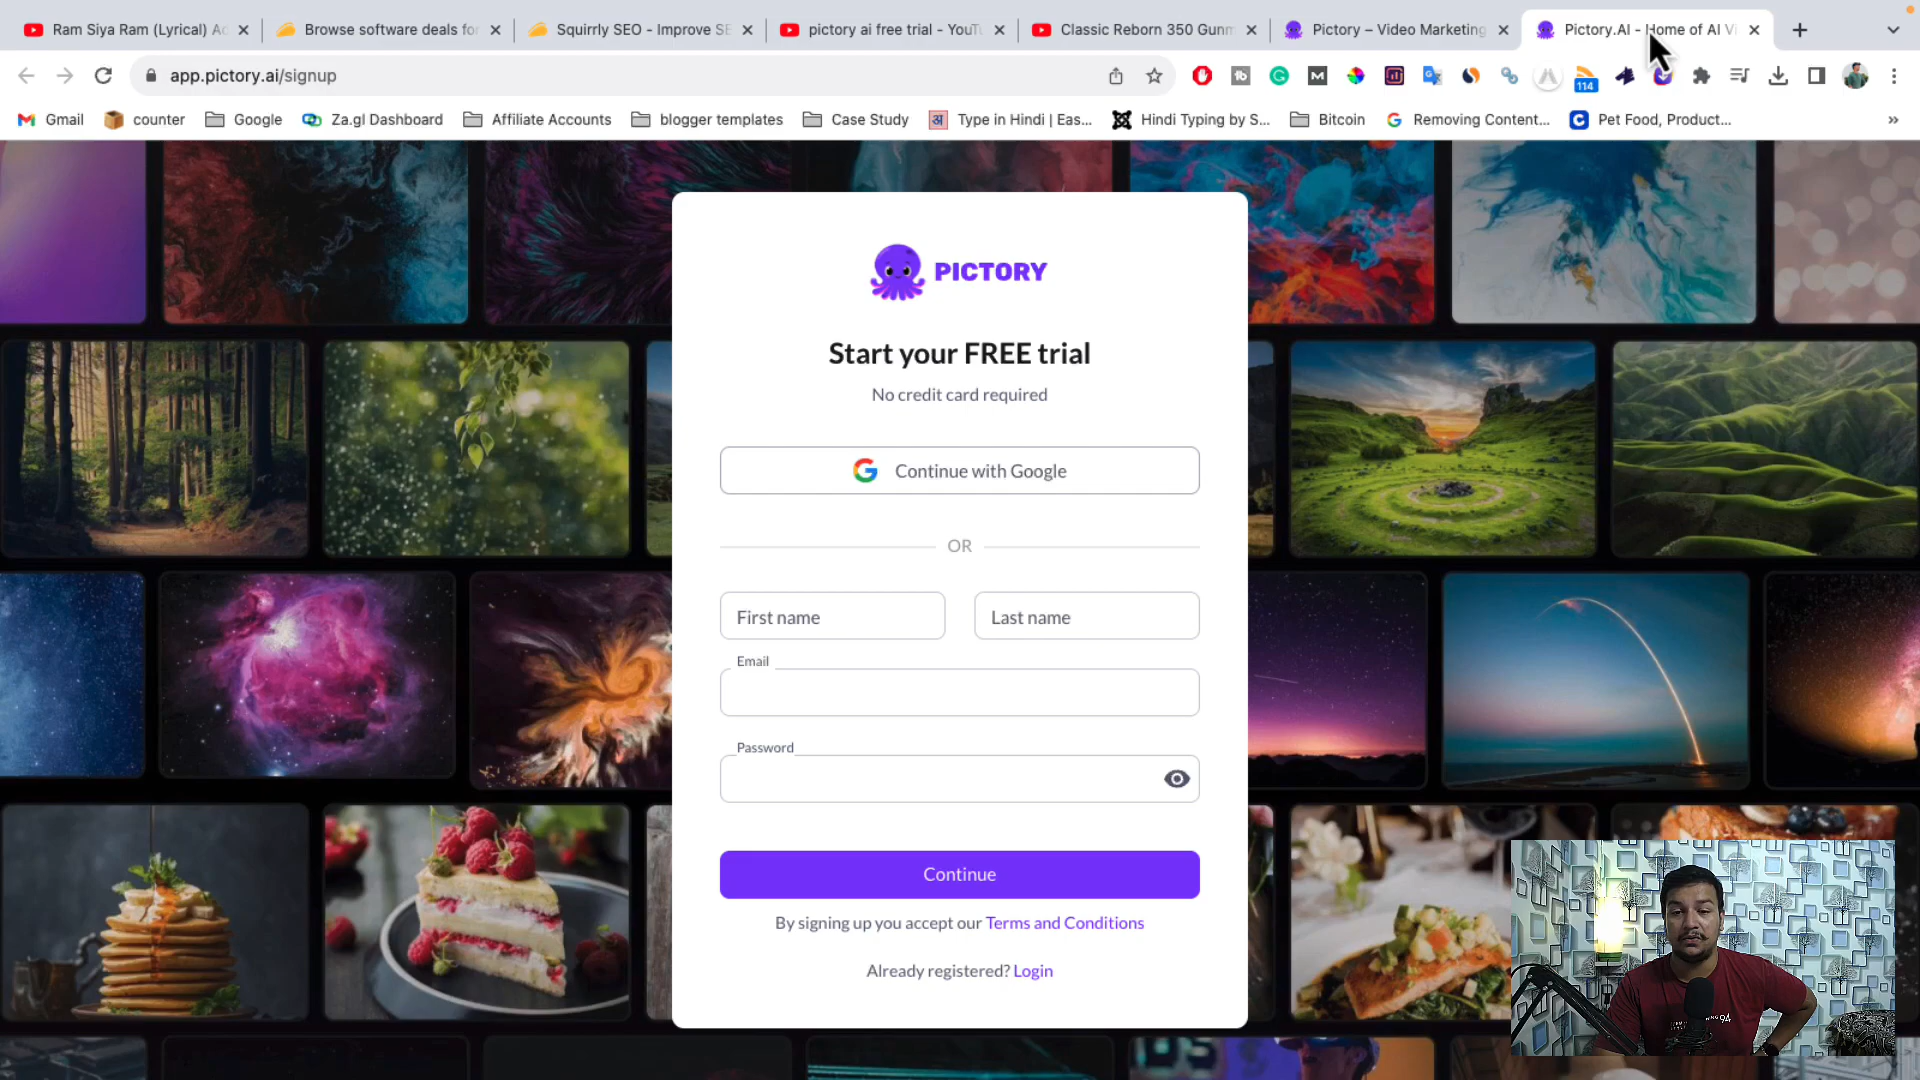 Ram Siya Ram (Lyrical) A
Browse software deals for
Squirrly SEO - Improve SE
pictory ai free trial - YouTu
Classic Reborn 350 Gunm
Pictory – Video Marketing
Pictory.AI - Home of AI Vi
app.pictory.ai/signup
114
Gmail
counter
Google
Za.gl Dashboard
Affiliate Accounts
blogger templates
Case Study
अ
Type in Hindi | Eas...
Hindi Typing by S...
Bitcoin
Removing Content...
Pet Food, Product...
»
PICTORY
Start your FREE trial
No credit card required
Continue with Google
OR
First name
Last name
Email
Password
Continue
By signing up you accept our Terms and Conditions
Already registered? Login